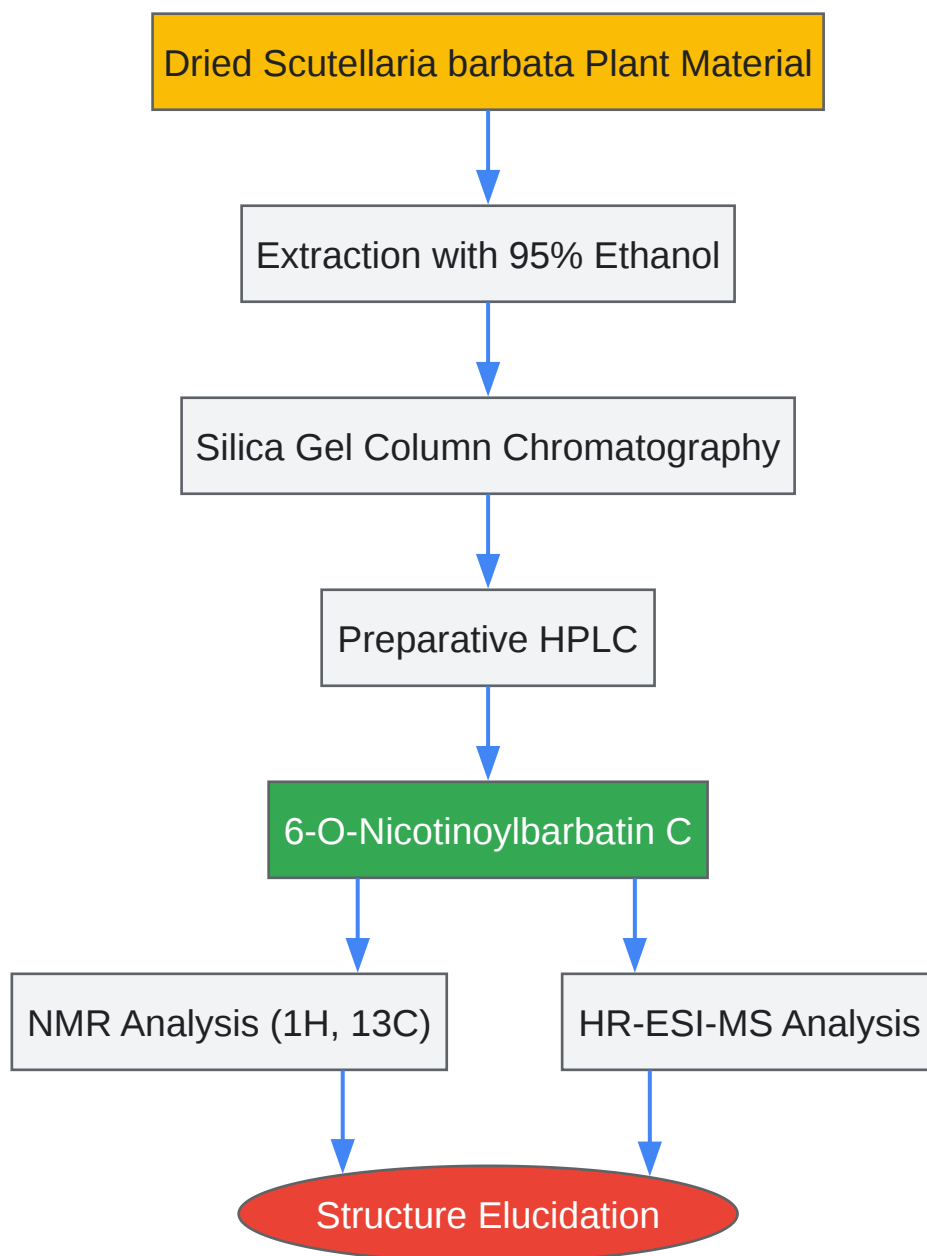 Dried Scutellaria barbata Plant Material
Extraction with 95% Ethanol
Silica Gel Column Chromatography
Preparative HPLC
6-O-Nicotinoylbarbatin C
NMR Analysis (1H, 13C)
HR-ESI-MS Analysis
Structure Elucidation